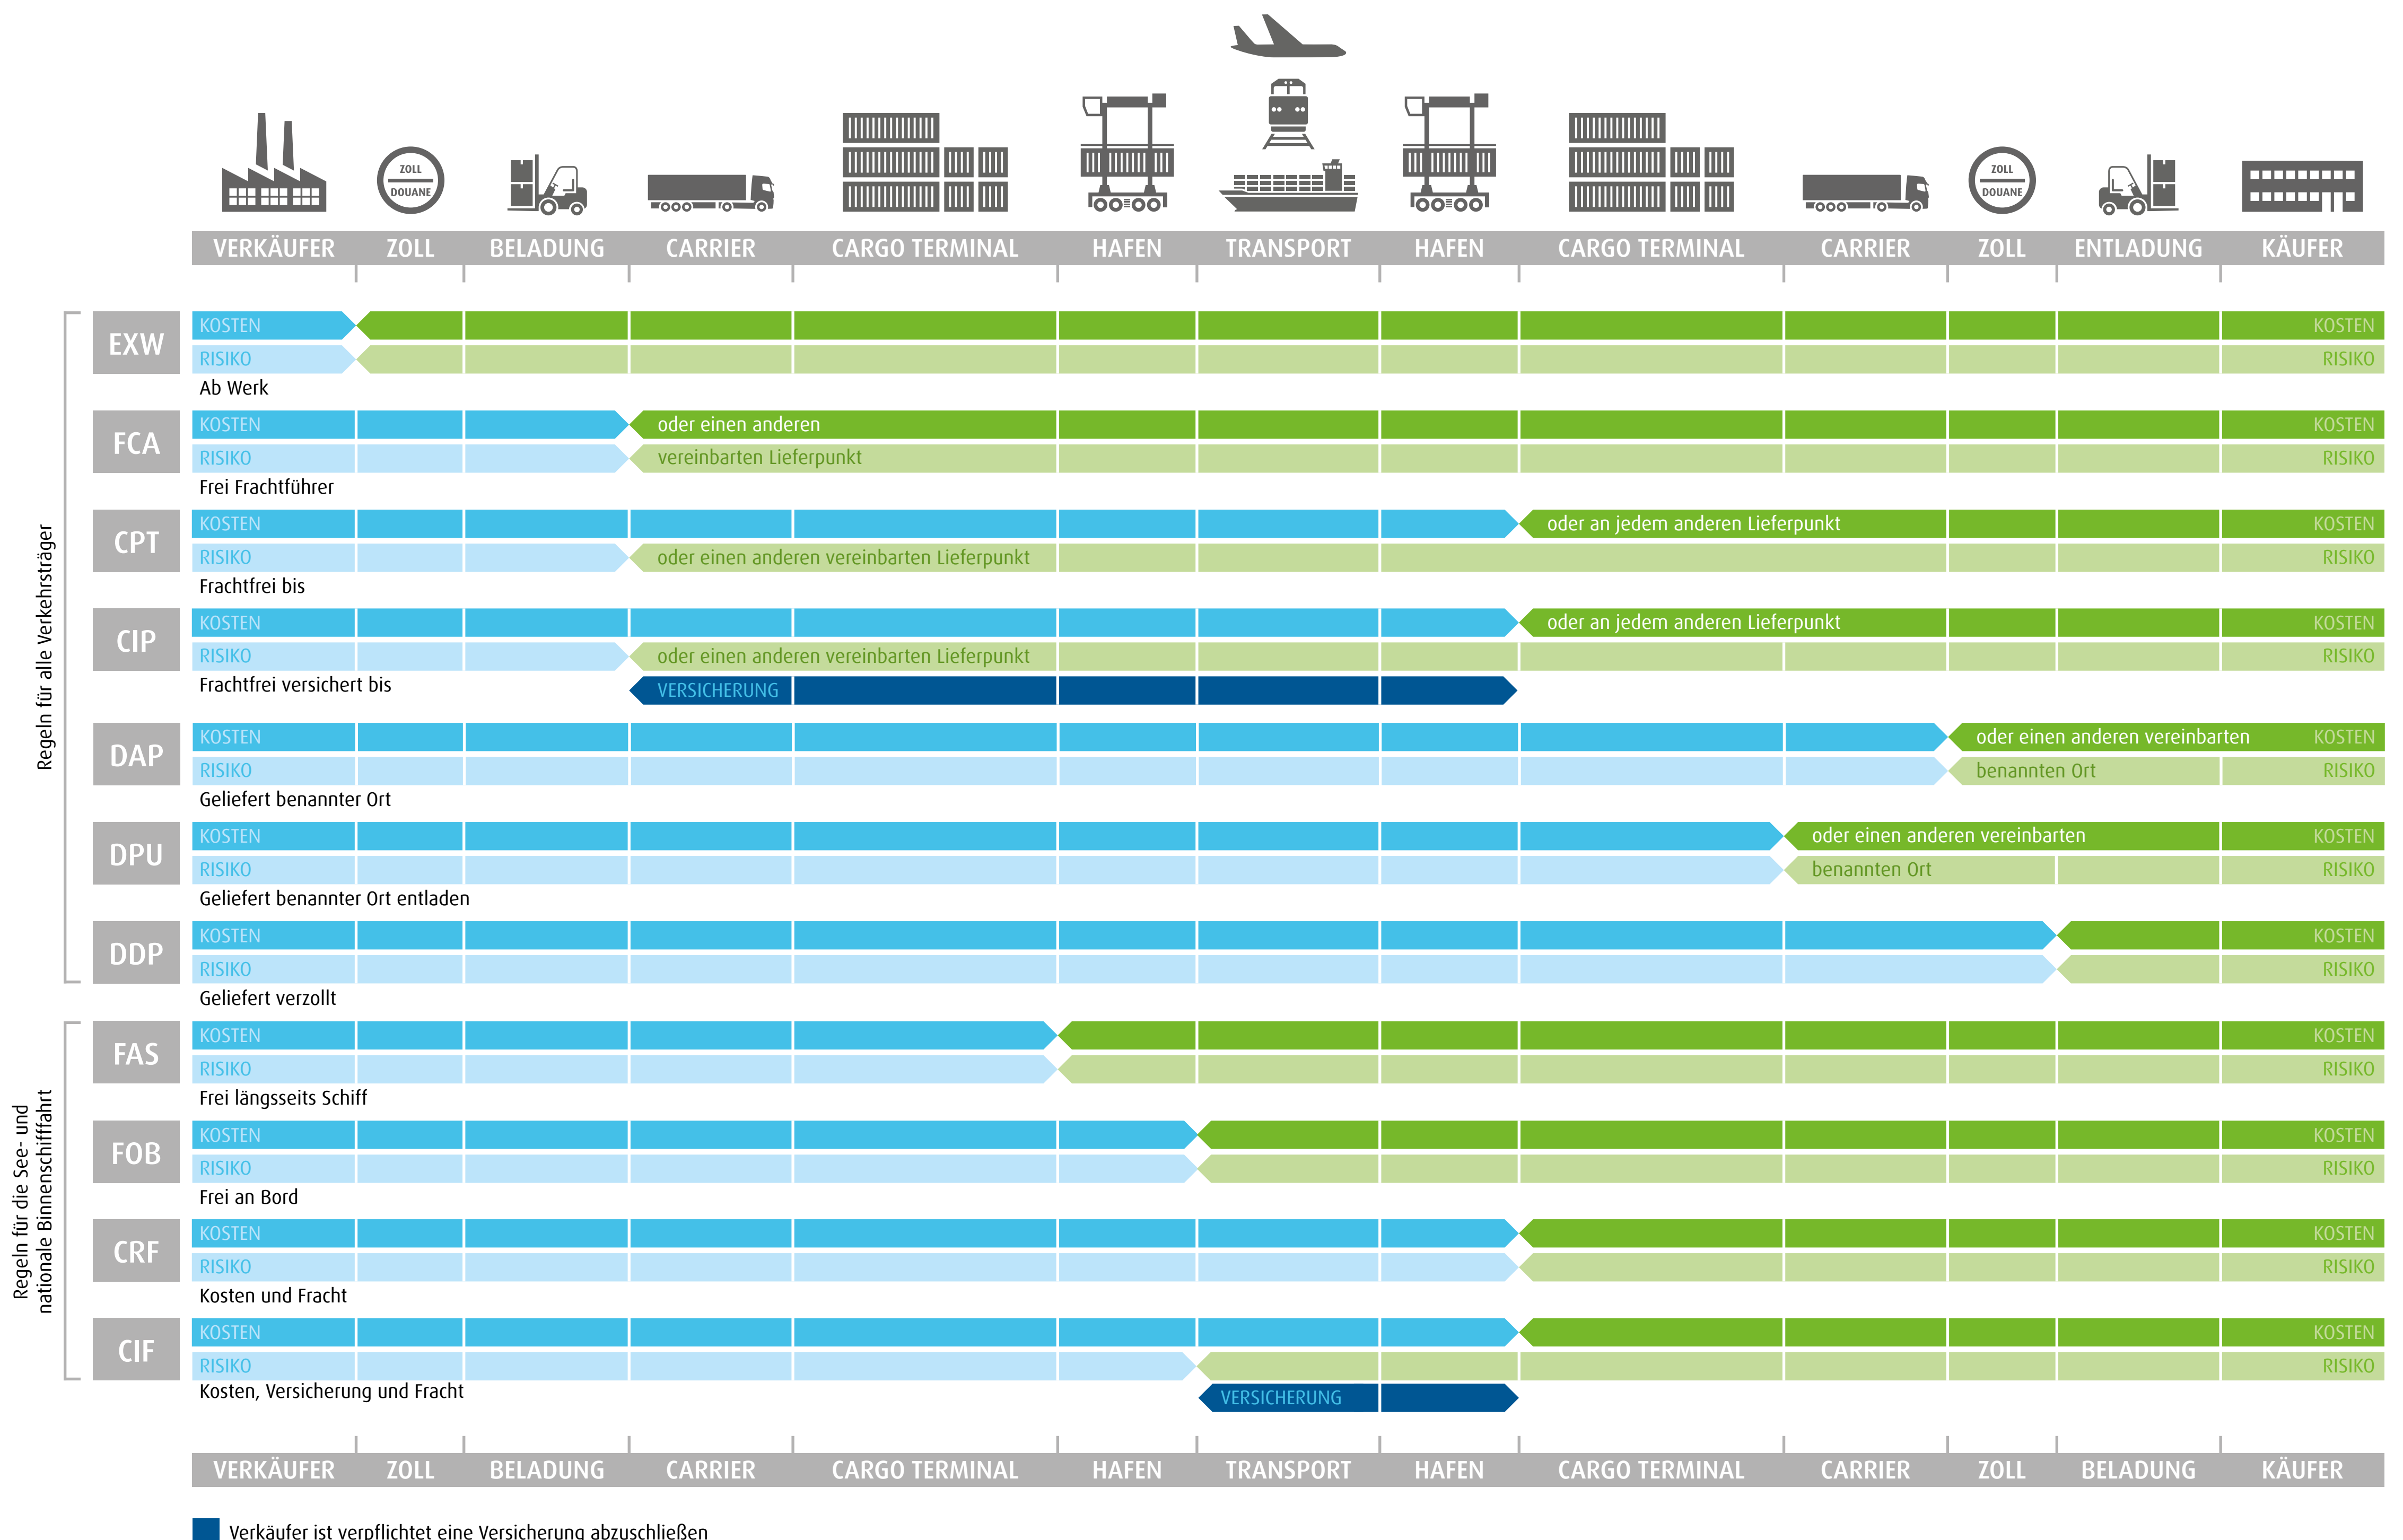 ZOLL
DOUANE
ZOLL
DOUANE
VERKÄUFER ZOLL BELADUNG CARRIER CARGO TERMINAL HAFEN TRANSPORT HAFEN CARGO TERMINAL CARRIER ZOLL ENTLADUNG KÄUFER
Regeln für alle Verkehrsträger
EXW
KOSTEN KOSTEN
RISIKO RISIKO
Ab Werk
FCA
KOSTEN oder einen anderen KOSTEN
RISIKO vereinbarten Lieferpunkt RISIKO
Frei Frachtführer
CPT
KOSTEN oder an jedem anderen Lieferpunkt KOSTEN
RISIKO oder einen anderen vereinbarten Lieferpunkt RISIKO
Frachtfrei bis
CIP
KOSTEN oder an jedem anderen Lieferpunkt KOSTEN
RISIKO oder einen anderen vereinbarten Lieferpunkt RISIKO
Frachtfrei versichert bis VERSICHERUNG
DAP
KOSTEN oder einen anderen vereinbarten KOSTEN
RISIKO benannten Ort RISIKO
Geliefert benannter Ort
DPU
KOSTEN oder einen anderen vereinbarten KOSTEN
RISIKO benannten Ort RISIKO
Geliefert benannter Ort entladen
DDP
KOSTEN KOSTEN
RISIKO RISIKO
Geliefert verzollt
Regeln für die See- und
nationale Binnenschifffahrt
FAS
KOSTEN KOSTEN
RISIKO RISIKO
Frei längsseits Schiff
FOB
KOSTEN KOSTEN
RISIKO RISIKO
Frei an Bord
CRF
KOSTEN KOSTEN
RISIKO RISIKO
Kosten und Fracht
CIF
KOSTEN KOSTEN
RISIKO RISIKO
Kosten, Versicherung und Fracht VERSICHERUNG
VERKÄUFER ZOLL BELADUNG CARRIER CARGO TERMINAL HAFEN TRANSPORT HAFEN CARGO TERMINAL CARRIER ZOLL BELADUNG KÄUFER
Verkäufer ist verpflichtet eine Versicherung abzuschließen